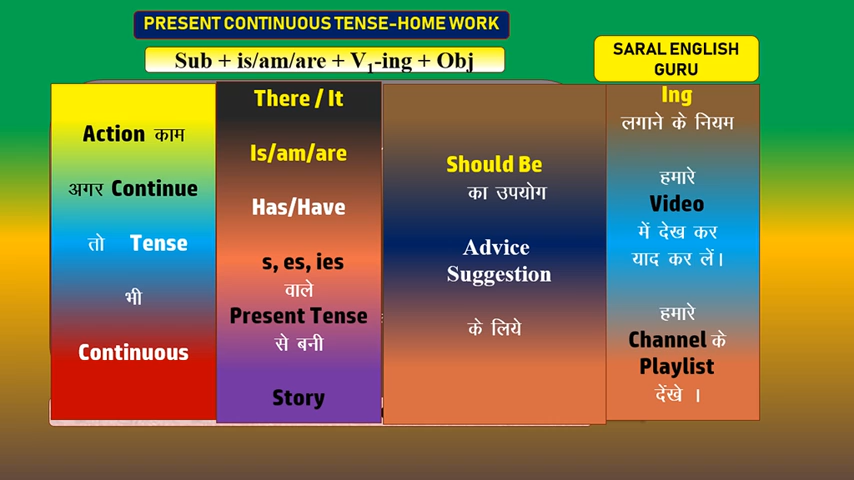 PRESENT CONTINUOUS TENSE-HOME WORK
Sub + is/am/are + V1-ing + Obj
SARAL ENGLISH
GURU
Action काम
अगर Continue
तो Tense
भी
Continuous
There / It
Is/am/are
Has/Have
s, es, ies
वाले
Present Tense
से बनी
Story
Should Be
का उपयोग
Advice
Suggestion
के लिये
Ing
लगाने के नियम
हमारे
Video
में देख कर
याद कर लें।
हमारे
Channel के
Playlist
देंखे ।